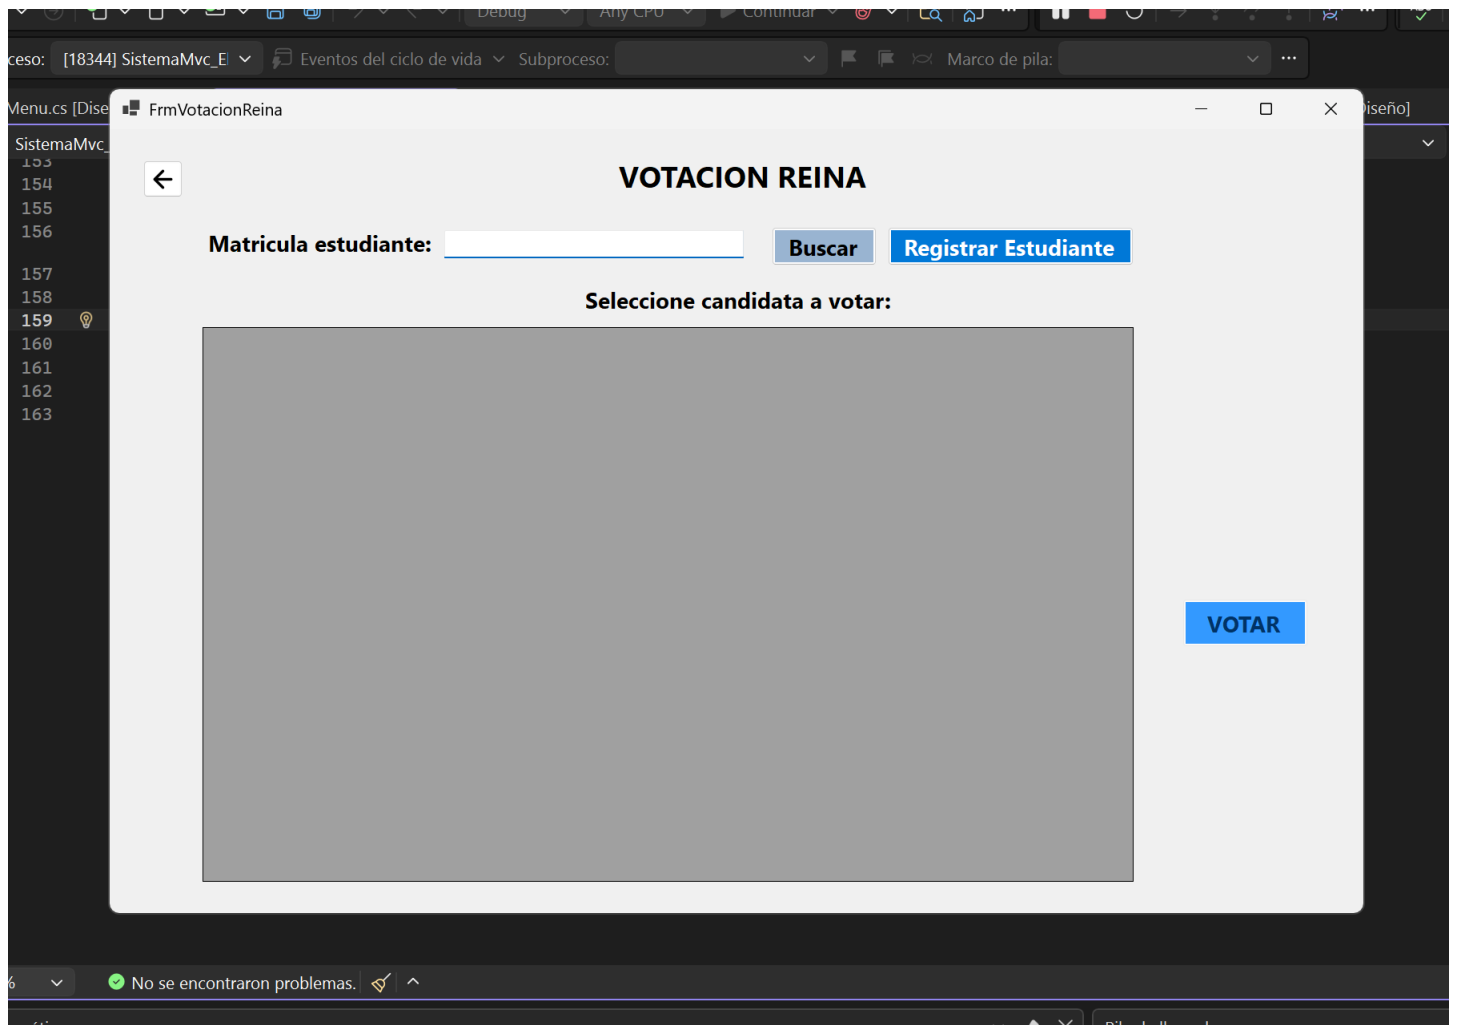 Debug Any CPU Continuar
ceso: [18344] SistemaMvc_El Eventos del ciclo de vida Subproceso: Marco de pila:
Menu.cs [Dise
iseño]
FrmVotacionReina
SistemaMvc_
153
154
155
156
157
158
159
160
161
162
163
VOTACION REINA
Matricula estudiante: Buscar Registrar Estudiante
Seleccione candidata a votar:
VOTAR
% No se encontraron problemas.